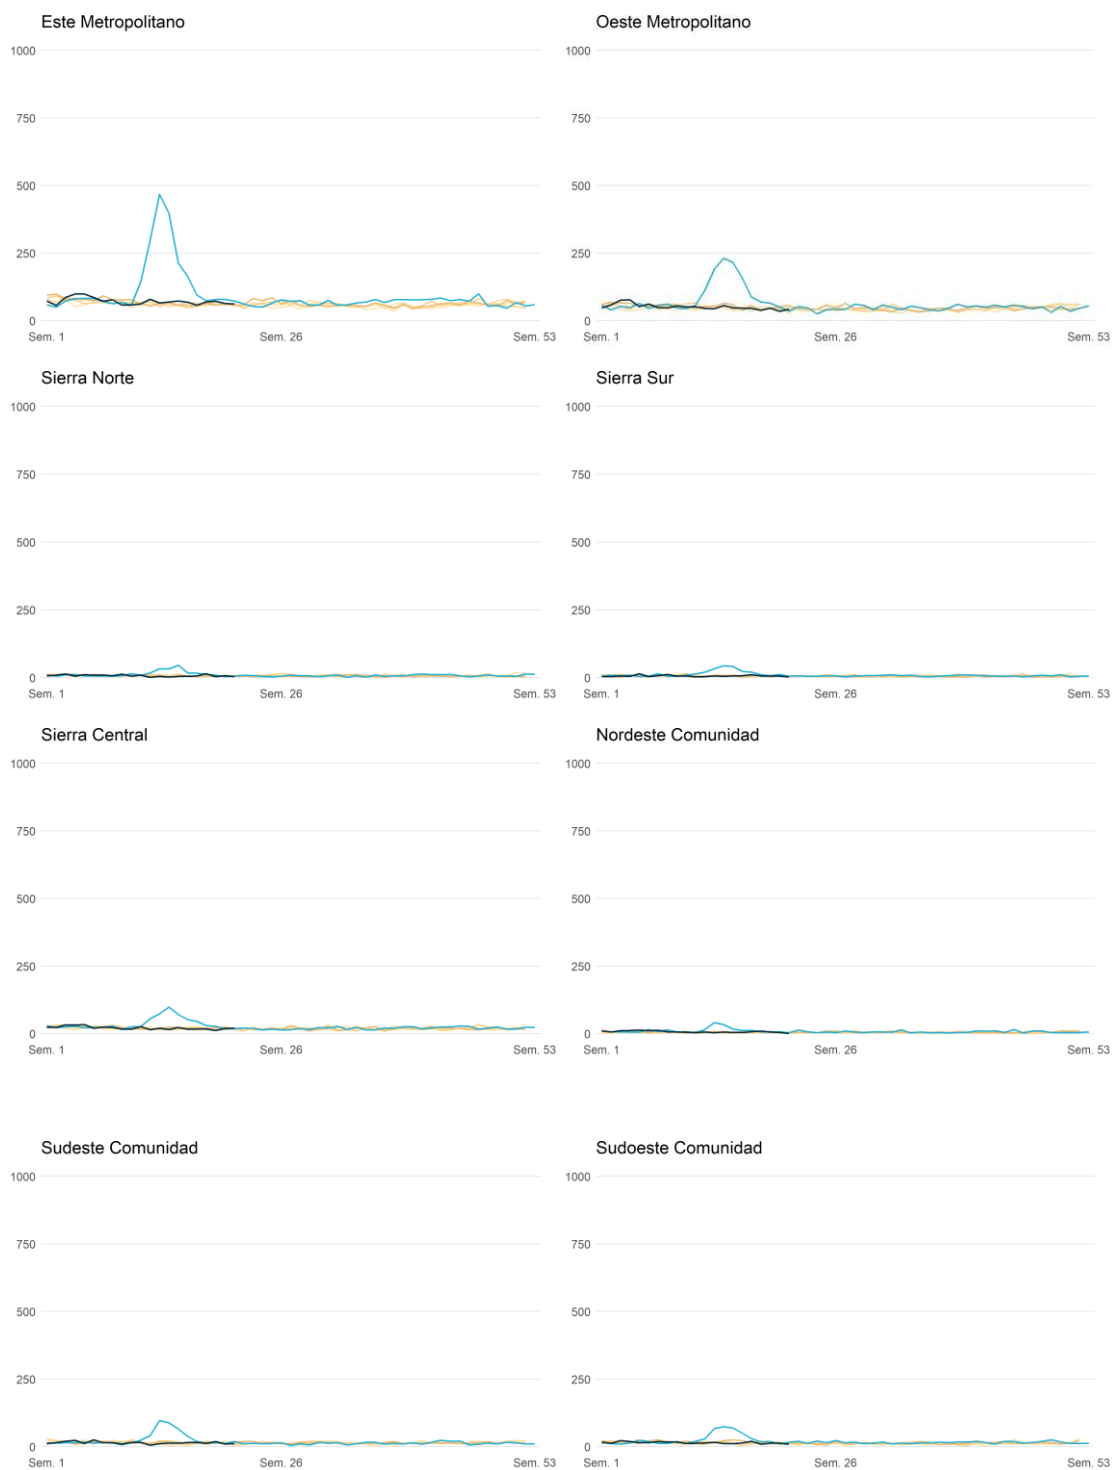 Este Metropolitano
1000
750
500
250
0
Sem. 1 Sem. 26 Sem. 53
Oeste Metropolitano
1000
750
500
250
0
Sem. 1 Sem. 26 Sem. 53
Sierra Norte
1000
750
500
250
0
Sem. 1 Sem. 26 Sem. 53
Sierra Sur
1000
750
500
250
0
Sem. 1 Sem. 26 Sem. 53
Sierra Central
1000
750
500
250
0
Sem. 1 Sem. 26 Sem. 53
Nordeste Comunidad
1000
750
500
250
0
Sem. 1 Sem. 26 Sem. 53
Sudeste Comunidad
1000
750
500
250
0
Sem. 1 Sem. 26 Sem. 53
Sudoeste Comunidad
1000
750
500
250
0
Sem. 1 Sem. 26 Sem. 53